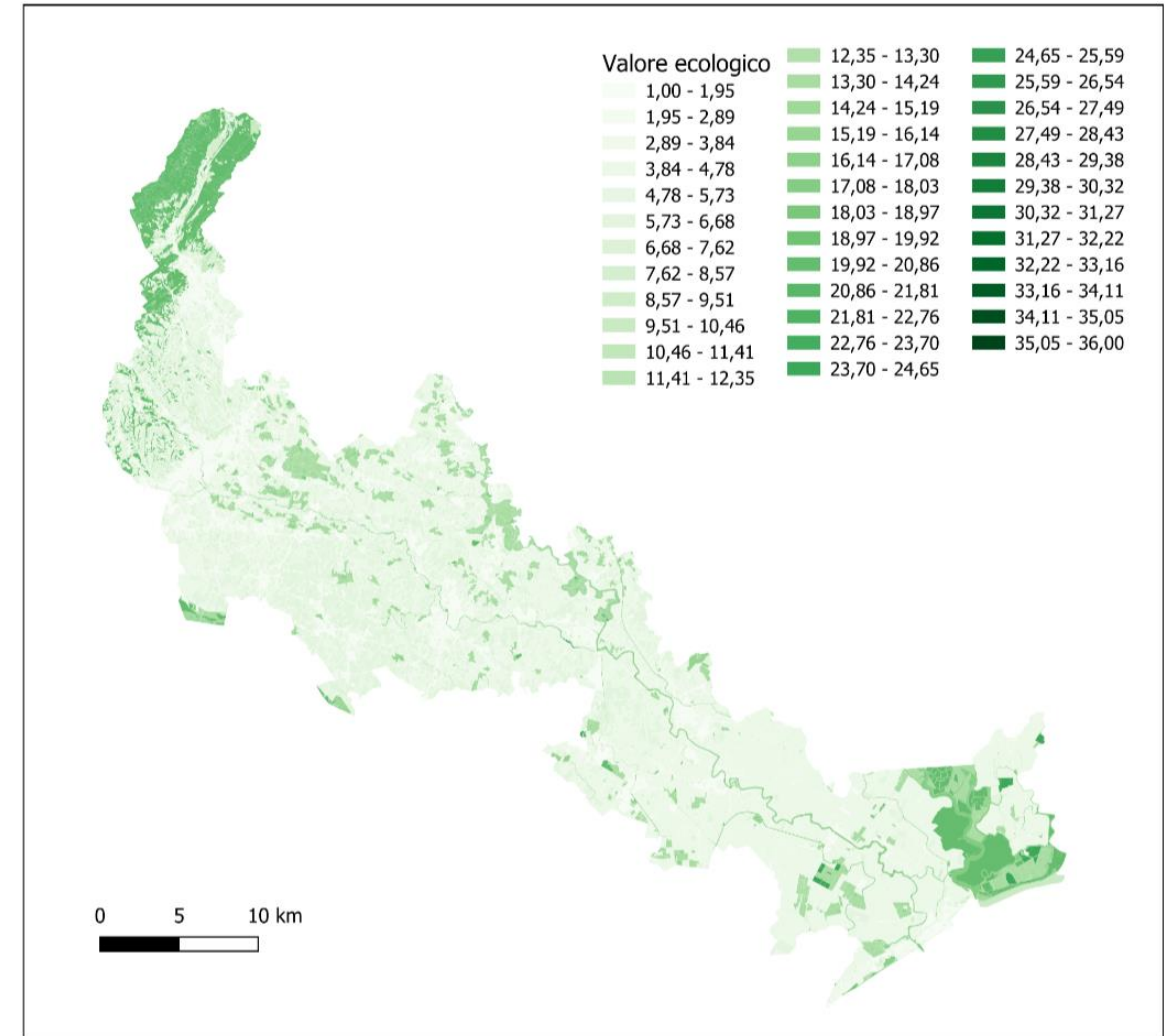 Valore ecologico
1,00 - 1,95
1,95 - 2,89
2,89 - 3,84
3,84 - 4,78
4,78 - 5,73
5,73 - 6,68
6,68 - 7,62
7,62 - 8,57
8,57 - 9,51
9,51 - 10,46
10,46 - 11,41
11,41 - 12,35
12,35 - 13,30
13,30 - 14,24
14,24 - 15,19
15,19 - 16,14
16,14 - 17,08
17,08 - 18,03
18,03 - 18,97
18,97 - 19,92
19,92 - 20,86
20,86 - 21,81
21,81 - 22,76
22,76 - 23,70
23,70 - 24,65
24,65 - 25,59
25,59 - 26,54
26,54 - 27,49
27,49 - 28,43
28,43 - 29,38
29,38 - 30,32
30,32 - 31,27
31,27 - 32,22
32,22 - 33,16
33,16 - 34,11
34,11 - 35,05
35,05 - 36,00
0 5 10 km